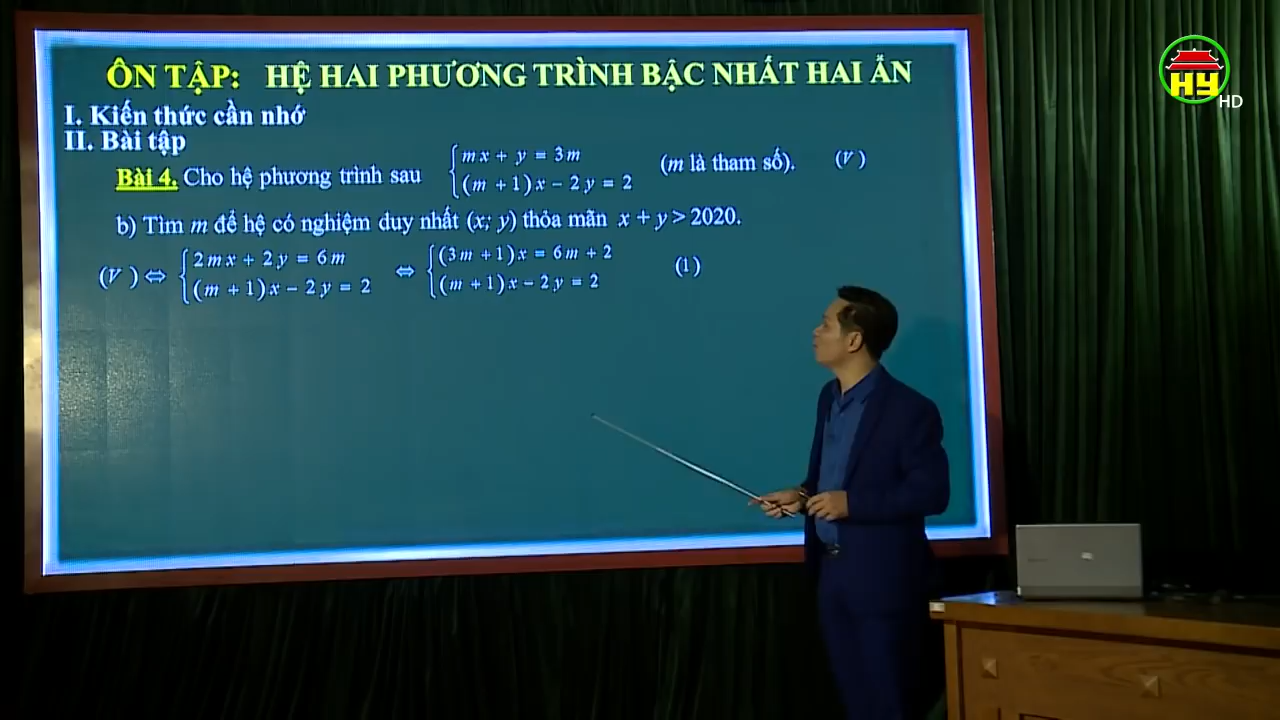 ÔN TẬP: HỆ HAI PHƯƠNG TRÌNH BẬC NHẤT HAI ẨN
I. Kiến thức cần nhớ
II. Bài tập
Bài 4. Cho hệ phương trình sau { mx + y = 3m (m là tham số). (V)
(m + 1)x − 2y = 2
b) Tìm m để hệ có nghiệm duy nhất (x; y) thỏa mãn x + y > 2020.
(V) ⇔ { 2mx + 2y = 6m ⇔ { (3m + 1)x = 6m + 2 (1)
(m + 1)x − 2y = 2 (m + 1)x − 2y = 2
HY
HD